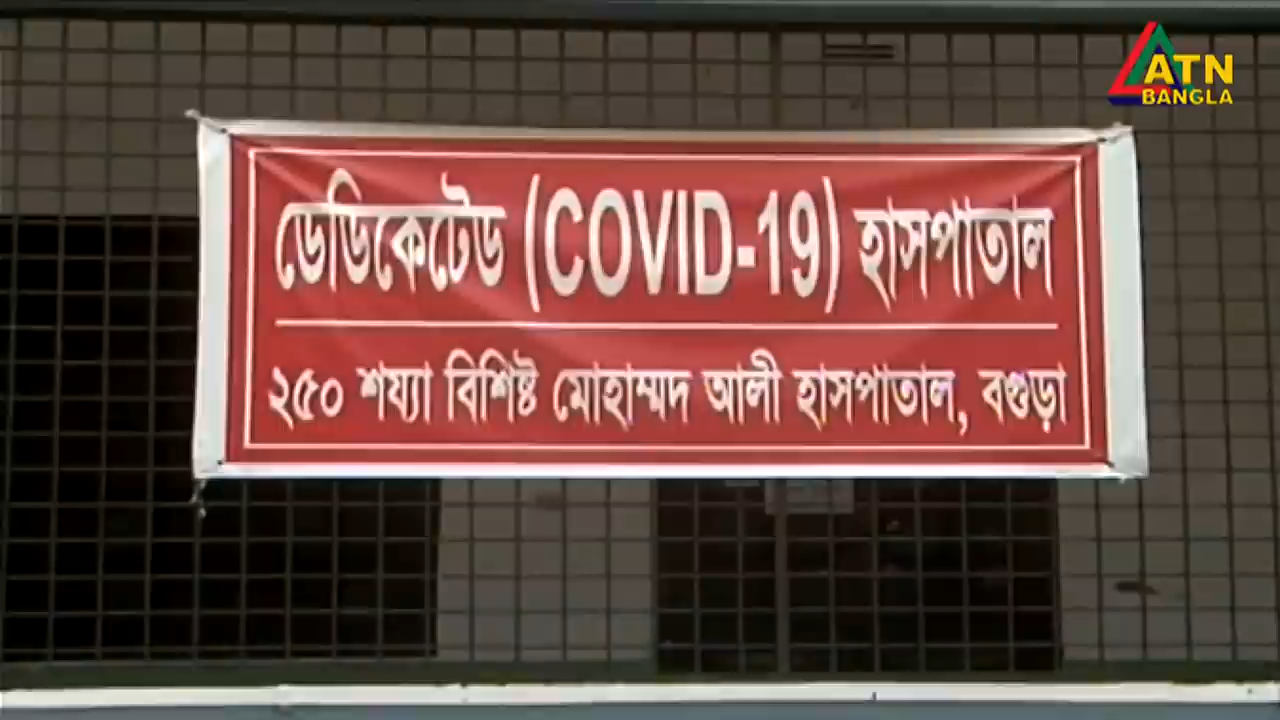 ATN
BANGLA
ডেডিকেটেড (COVID-19) হাসপাতাল
২৫০ শয্যা বিশিষ্ট মোহাম্মদ আলী হাসপাতাল, বগুড়া